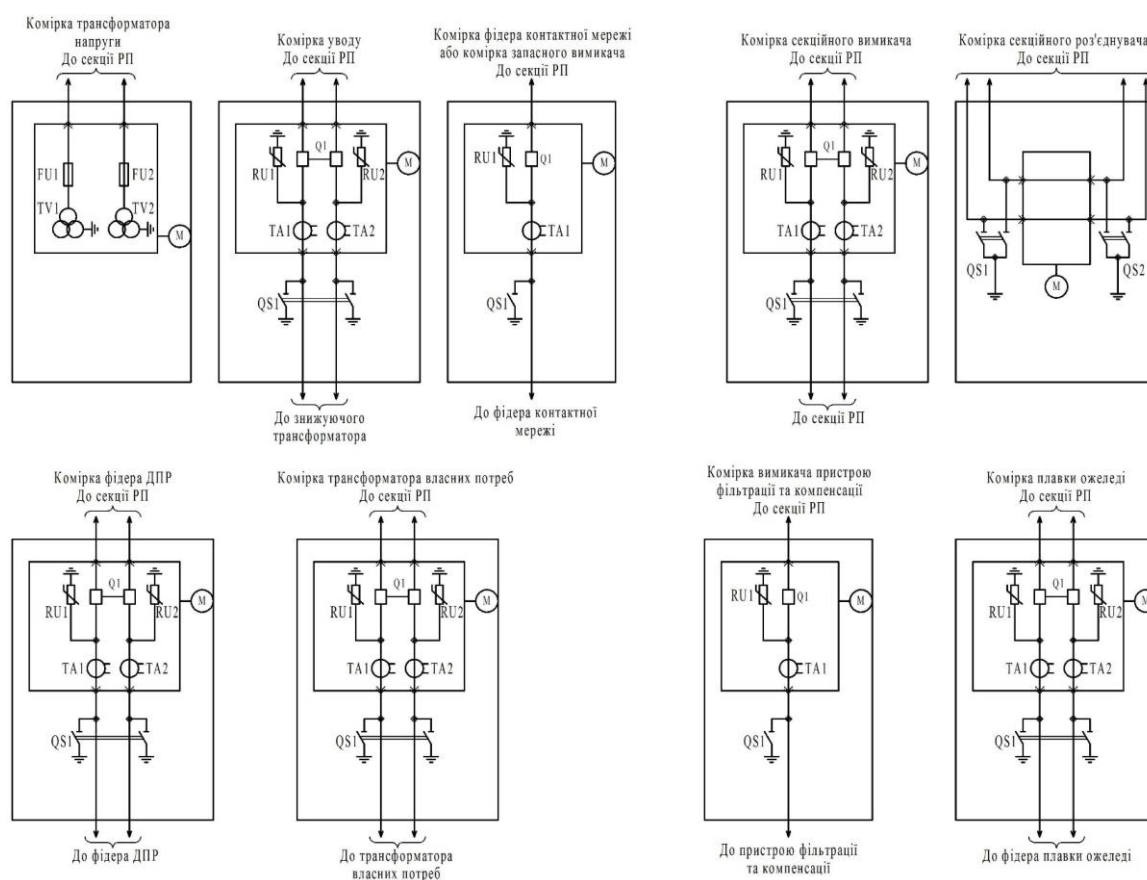 Комірка трансформатора
напруги
До секції РП
FU1
FU2
TV1
TV2
M
Комірка уводу
До секції РП
Q1
RU1
RU2
M
TA1
TA2
QS1
До знижуючого
трансформатора
Комірка фідера контактної мережі
або комірка запасного вимикача
До секції РП
RU1
Q1
M
TA1
QS1
До фідера контактної
мережі
Комірка секційного вимикача
До секції РП
Q1
RU1
RU2
M
TA1
TA2
QS1
До секції РП
Комірка секційного роз'єднувача
До секції РП
QS1
QS2
M
Комірка фідера ДПР
До секції РП
Q1
RU1
RU2
M
TA1
TA2
QS1
До фідера ДПР
Комірка трансформатора власних потреб
До секції РП
Q1
RU1
RU2
M
TA1
TA2
QS1
До трансформатора
власних потреб
Комірка вимикача пристрою
фільтрації та компенсації
До секції РП
RU1
Q1
M
TA1
QS1
До пристрою фільтрації
та компенсації
Комірка плавки ожеледі
До секції РП
Q1
RU1
RU2
M
TA1
TA2
QS1
До фідера плавки ожеледі